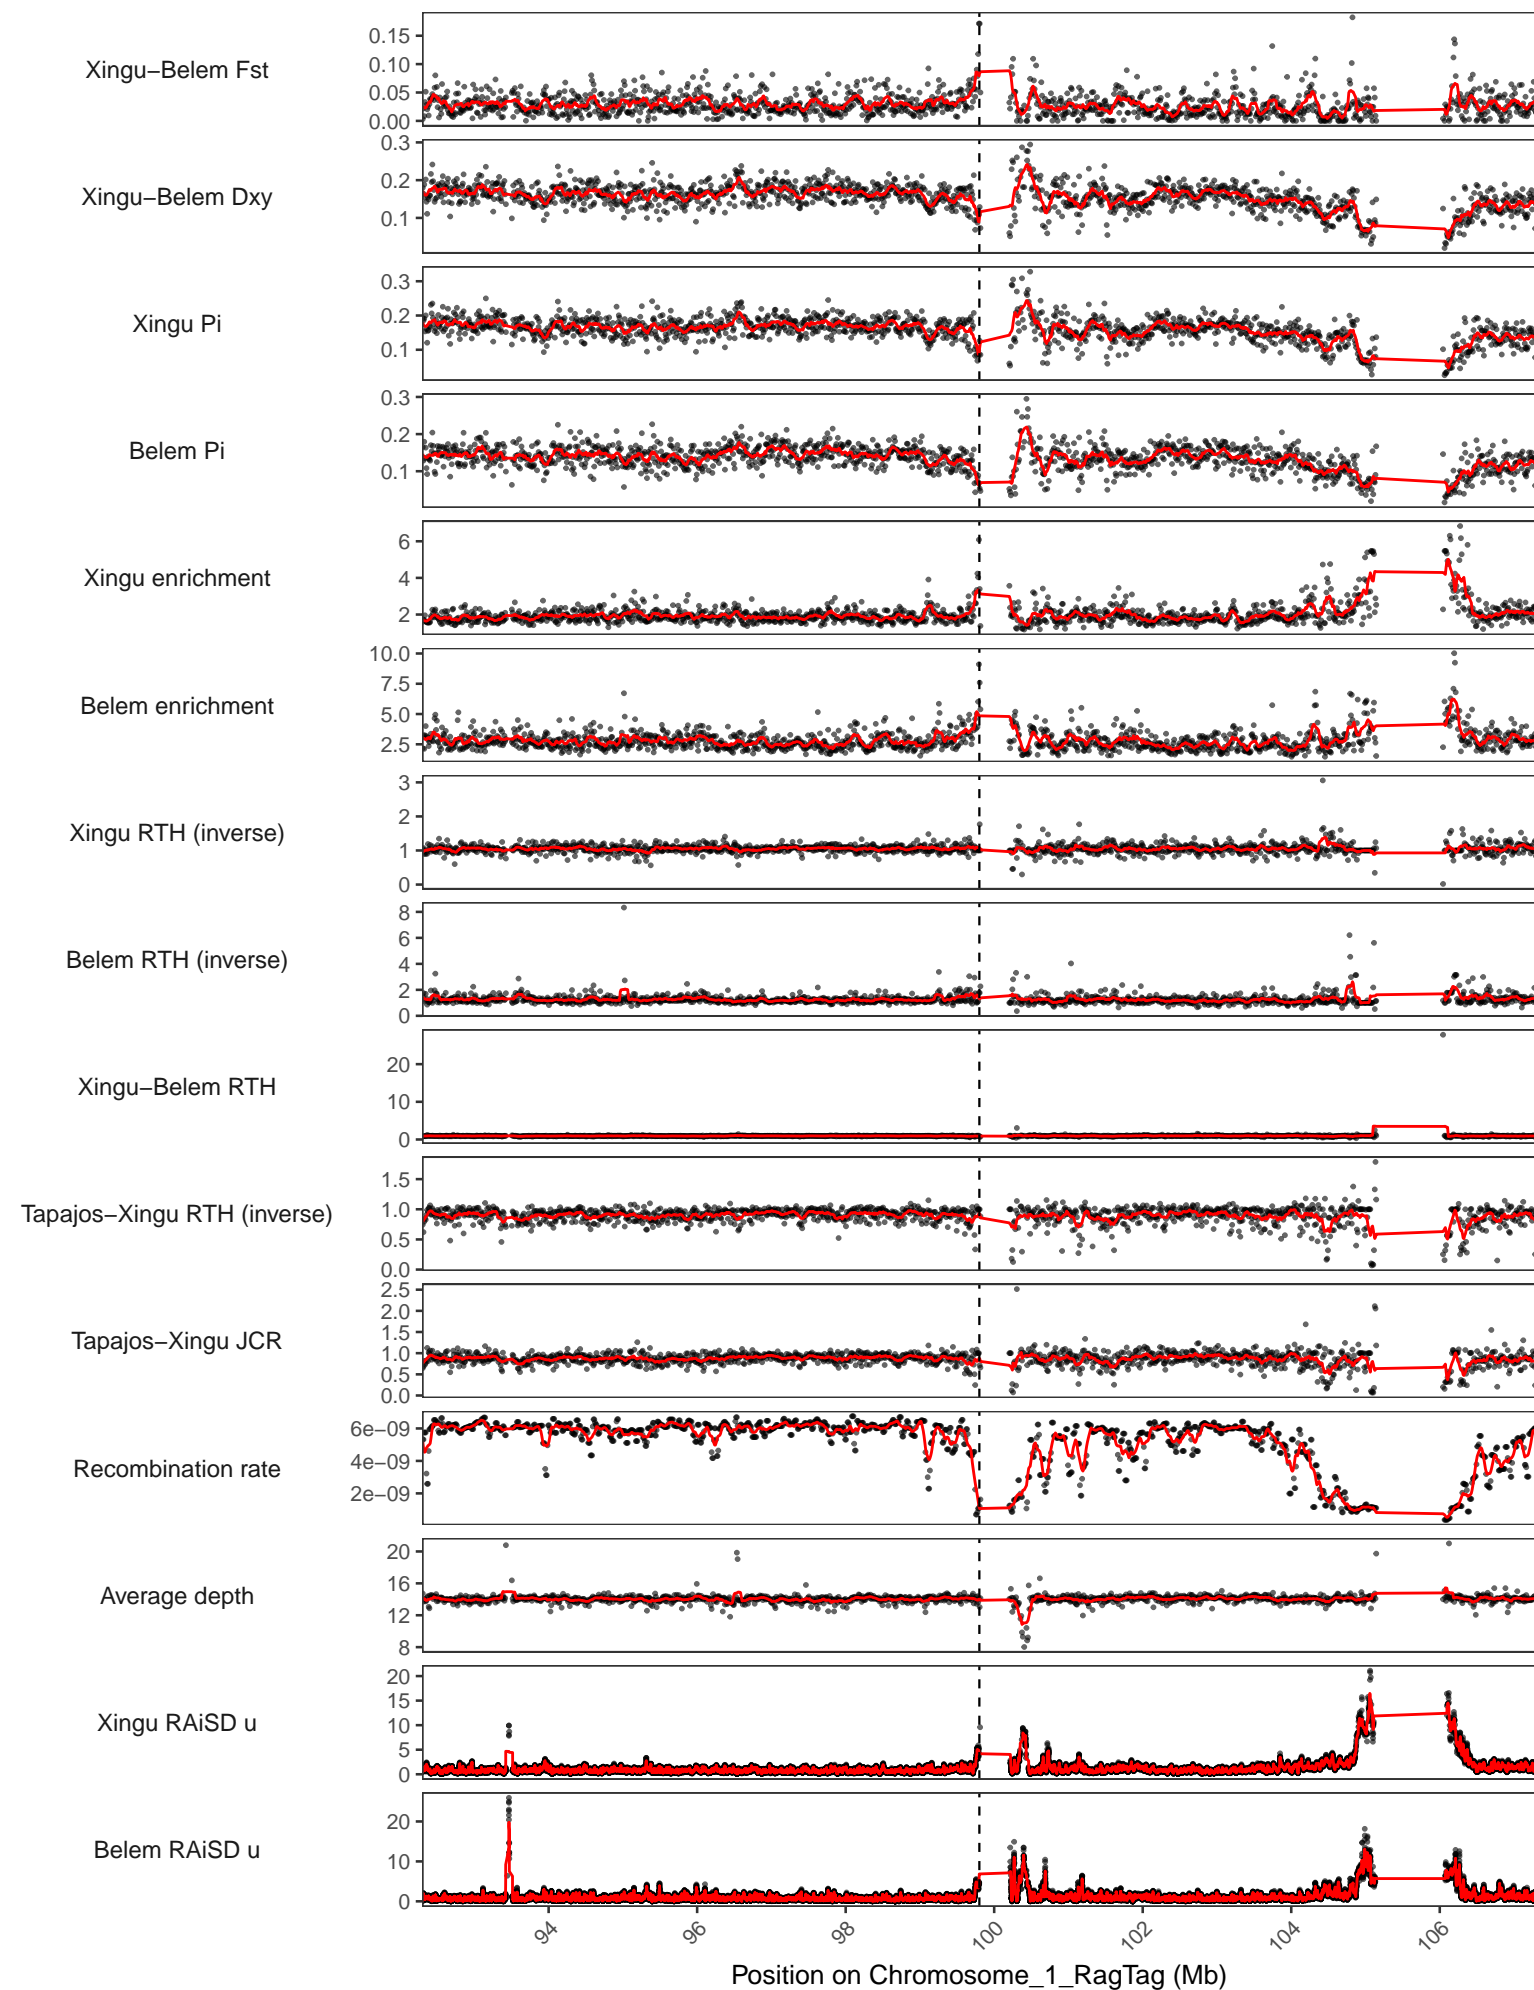 Xingu−Belem Fst
0.15
0.10
0.05
0.00
Xingu−Belem Dxy
0.3
0.2
0.1
Xingu Pi
0.3
0.2
0.1
Belem Pi
0.3
0.2
0.1
Xingu enrichment
6
4
2
Belem enrichment
10.0
7.5
5.0
2.5
Xingu RTH (inverse)
3
2
1
0
Belem RTH (inverse)
8
6
4
2
0
Xingu−Belem RTH
20
10
0
Tapajos−Xingu RTH (inverse)
1.5
1.0
0.5
0.0
Tapajos−Xingu JCR
2.5
2.0
1.5
1.0
0.5
0.0
Recombination rate
6e−09
4e−09
2e−09
Average depth
20
16
12
8
Xingu RAiSD u
20
15
10
5
0
Belem RAiSD u
20
10
0
94 96 98 100 102 104 106
Position on Chromosome_1_RagTag (Mb)